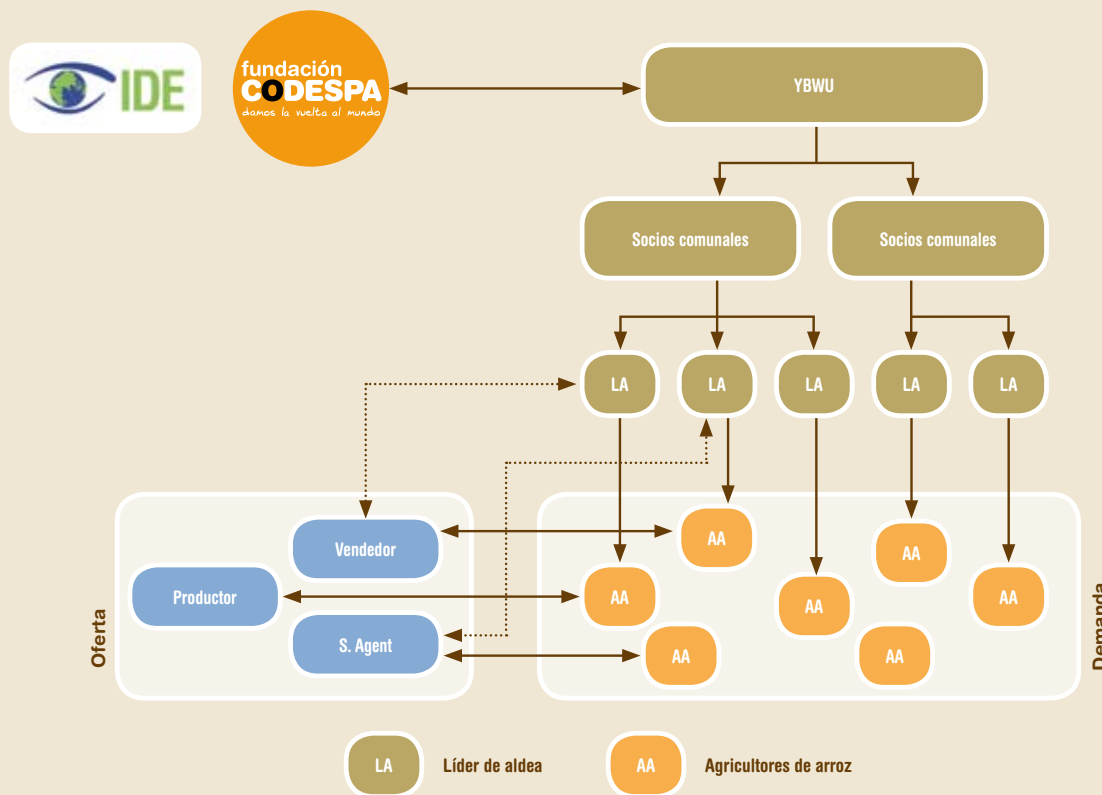 IDE
fundación
CODESPA
damos la vuelta al mundo
YBWU
Socios comunales
Socios comunales
LA
LA
LA
LA
LA
Oferta
Vendedor
Productor
S. Agent
AA
AA
AA
AA
AA
AA
AA
Demanda
LA
Líder de aldea
AA
Agricultores de arroz